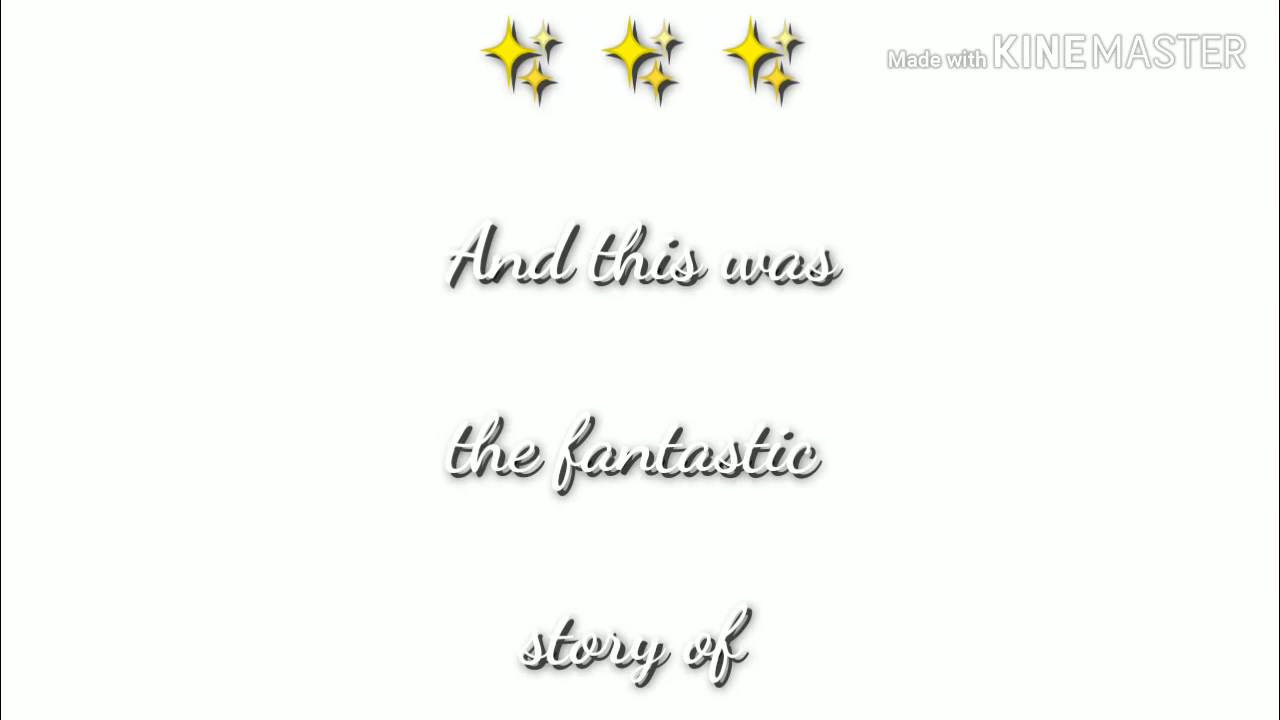 ✨ ✨ ✨
Made with KINEMASTER
And this was
the fantastic
story of